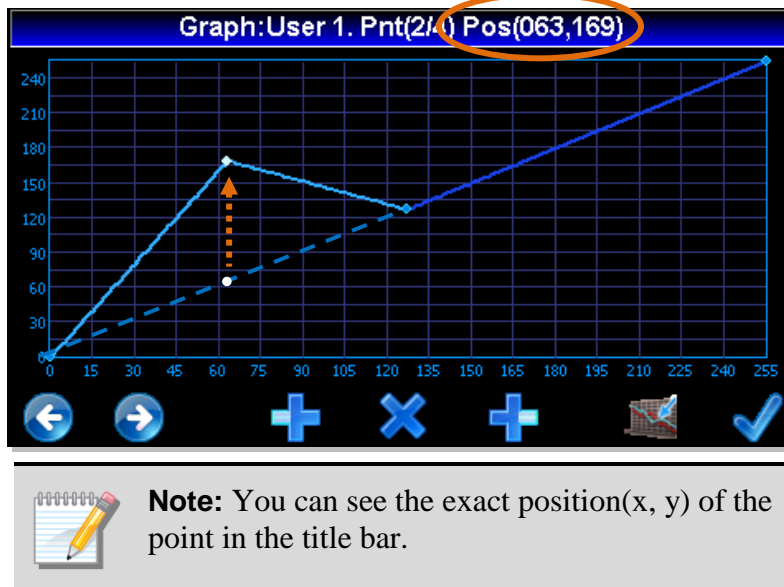 Graph:User 1. Pnt(2/4) Pos(063,169)
240
210
180
150
120
90
60
30
0
0 15 30 45 60 75 90 105 120 135 150 165 180 195 210 225 240 255
Note: You can see the exact position(x, y) of the
point in the title bar.